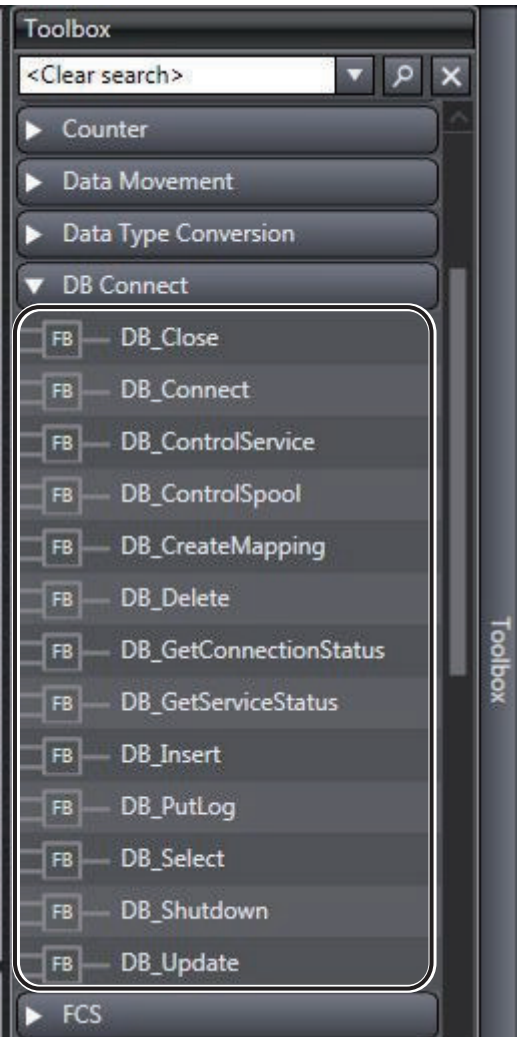 Toolbox
<Clear search>
Counter
Data Movement
Data Type Conversion
DB Connect
FB DB_Close
FB DB_Connect
FB DB_ControlService
FB DB_ControlSpool
FB DB_CreateMapping
FB DB_Delete
FB DB_GetConnectionStatus
FB DB_GetServiceStatus
FB DB_Insert
FB DB_PutLog
FB DB_Select
FB DB_Shutdown
FB DB_Update
FCS
Toolbox